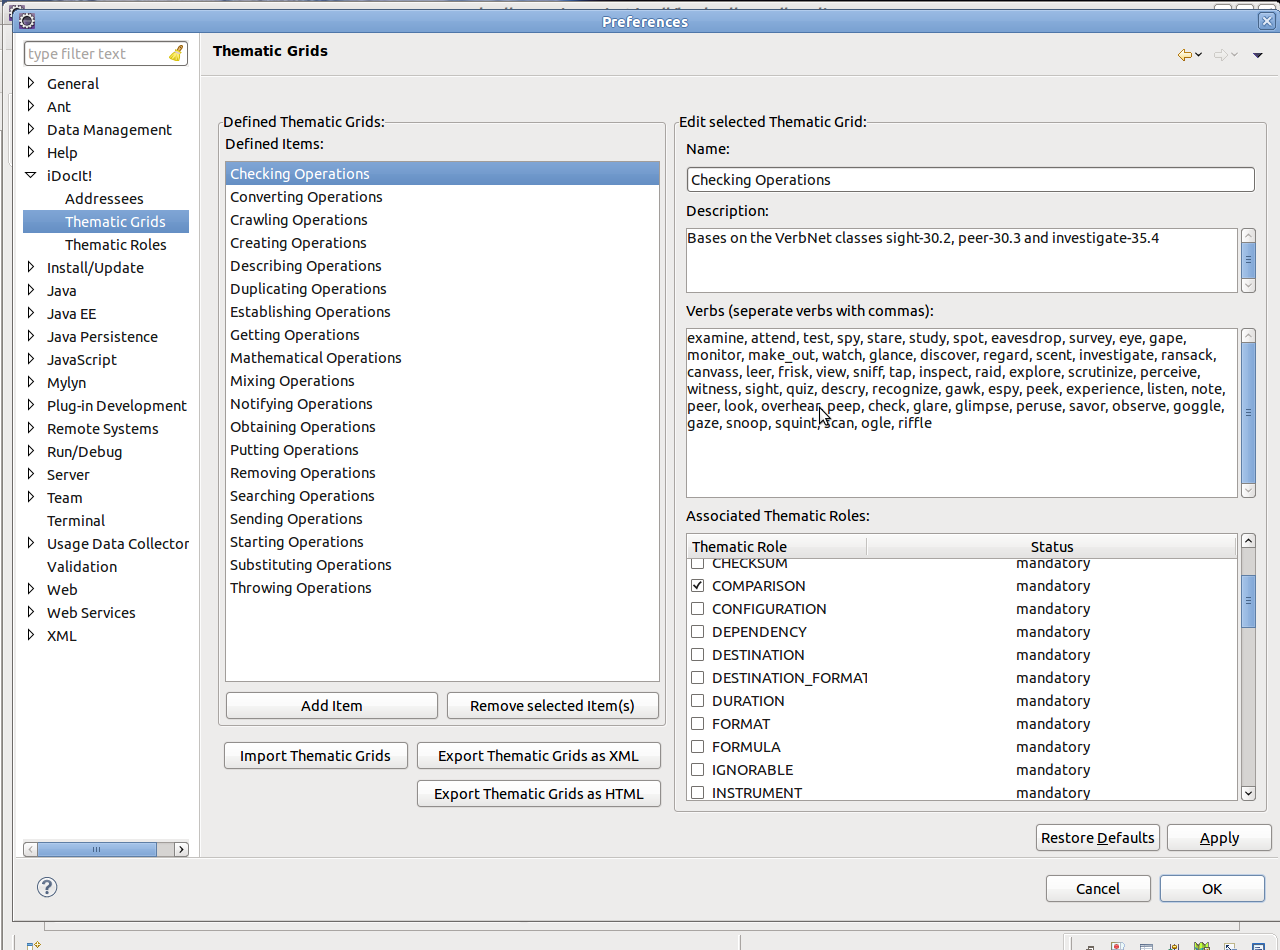 Preferences
type filter text
General
Ant
Data Management
Help
iDocIt!
Addressees
Thematic Grids
Thematic Roles
Install/Update
Java
Java EE
Java Persistence
JavaScript
Mylyn
Plug-in Development
Remote Systems
Run/Debug
Server
Team
Terminal
Usage Data Collector
Validation
Web
Web Services
XML
Thematic Grids
Defined Thematic Grids:
Defined Items:
Checking Operations
Converting Operations
Crawling Operations
Creating Operations
Describing Operations
Duplicating Operations
Establishing Operations
Getting Operations
Mathematical Operations
Mixing Operations
Notifying Operations
Obtaining Operations
Putting Operations
Removing Operations
Searching Operations
Sending Operations
Starting Operations
Substituting Operations
Throwing Operations
Add Item
Remove selected Item(s)
Import Thematic Grids
Export Thematic Grids as XML
Export Thematic Grids as HTML
Edit selected Thematic Grid:
Name:
Checking Operations
Description:
Bases on the VerbNet classes sight-30.2, peer-30.3 and investigate-35.4
Verbs (seperate verbs with commas):
examine, attend, test, spy, stare, study, spot, eavesdrop, survey, eye, gape,
monitor, make_out, watch, glance, discover, regard, scent, investigate, ransack,
canvass, leer, frisk, view, sniff, tap, inspect, raid, explore, scrutinize, perceive,
witness, sight, quiz, descry, recognize, gawk, espy, peek, experience, listen, note,
peer, look, overhear, peep, check, glare, glimpse, peruse, savor, observe, goggle,
gaze, snoop, squint, scan, ogle, riffle
Associated Thematic Roles:
Thematic Role Status
CHECKSUM mandatory
COMPARISON mandatory
CONFIGURATION mandatory
DEPENDENCY mandatory
DESTINATION mandatory
DESTINATION_FORMAT mandatory
DURATION mandatory
FORMAT mandatory
FORMULA mandatory
IGNORABLE mandatory
INSTRUMENT mandatory
Restore Defaults
Apply
Cancel
OK